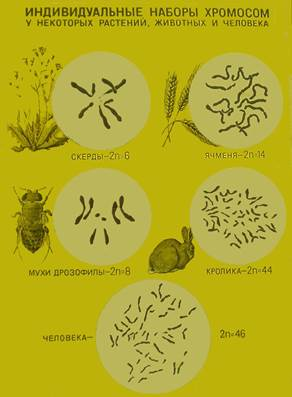 ИНДИВИДУАЛЬНЫЕ НАБОРЫ ХРОМОСОМ
У НЕКОТОРЫХ РАСТЕНИЙ, ЖИВОТНЫХ И ЧЕЛОВЕКА
СКЕРДЫ—2n=6
ЯЧМЕНЯ—2n=14
МУХИ ДРОЗОФИЛЫ—2n=8
КРОЛИКА—2n=44
ЧЕЛОВЕКА— 2n=46